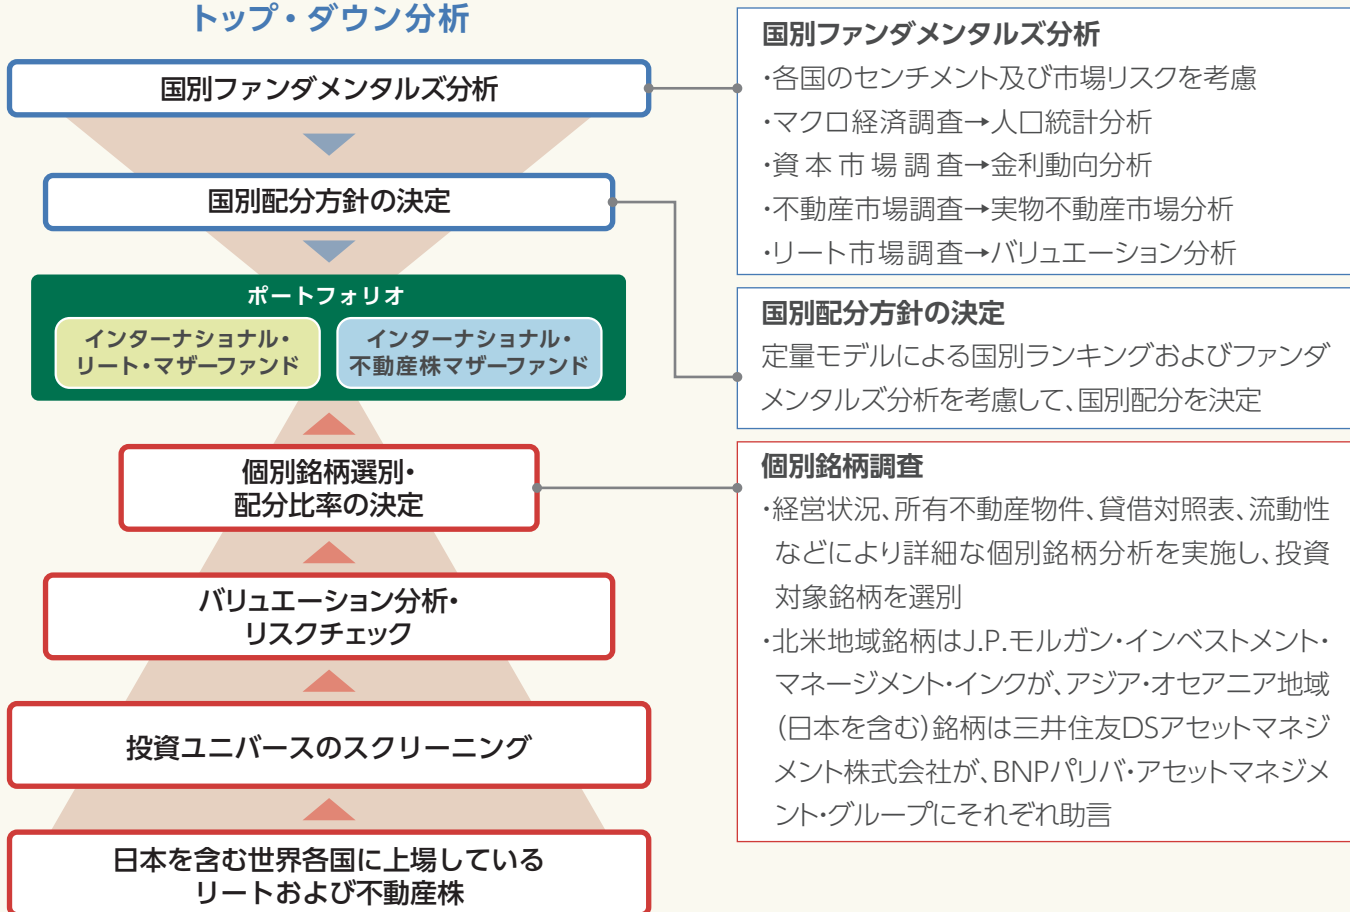 トップ・ダウン分析
国別ファンダメンタルズ分析
国別配分方針の決定
ポートフォリオ
インターナショナル・
リート・マザーファンド
インターナショナル・
不動産株マザーファンド
個別銘柄選別・
配分比率の決定
バリュエーション分析・
リスクチェック
投資ユニバースのスクリーニング
日本を含む世界各国に上場している
リートおよび不動産株
国別ファンダメンタルズ分析
・各国のセンチメント及び市場リスクを考慮
・マクロ経済調査→人口統計分析
・資本市場調査→金利動向分析
・不動産市場調査→実物不動産市場分析
・リート市場調査→バリュエーション分析
国別配分方針の決定
定量モデルによる国別ランキングおよびファンダ
メンタルズ分析を考慮して、国別配分を決定
個別銘柄調査
・経営状況、所有不動産物件、貸借対照表、流動性
などにより詳細な個別銘柄分析を実施し、投資
対象銘柄を選別
・北米地域銘柄はJ.P.モルガン・インベストメント・
マネージメント・インクが、アジア・オセアニア地域
(日本を含む)銘柄は三井住友DSアセットマネジ
メント株式会社が、BNPパリバ・アセットマネジメ
ント・グループにそれぞれ助言